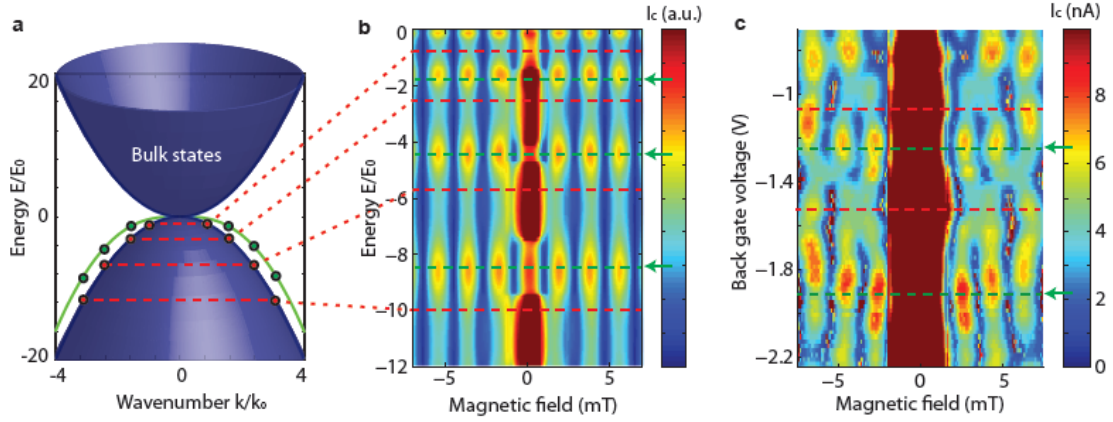 a
20
0
-20
Energy E/E₀
Bulk states
-4
0
4
Wavenumber k/k₀
b
I_C (a.u.)
0
−2
−4
−6
−8
−10
−12
Energy E/E₀
−5
0
5
Magnetic field (mT)
c
I_C (nA)
8
6
4
2
0
-1
-1.4
-1.8
-2.2
Back gate voltage (V)
−5
0
5
Magnetic field (mT)